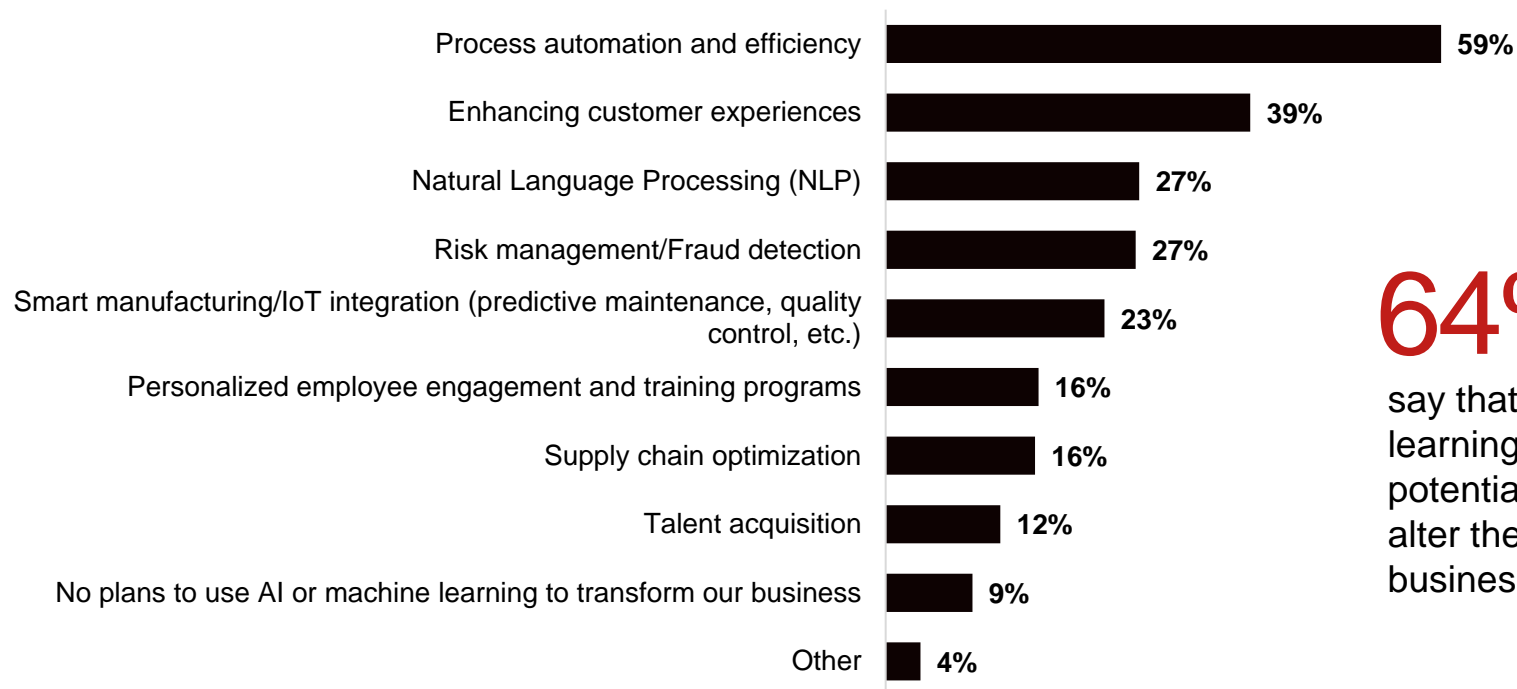 Process automation and efficiency 59%
Enhancing customer experiences 39%
Natural Language Processing (NLP) 27%
Risk management/Fraud detection 27%
Smart manufacturing/IoT integration (predictive maintenance, quality
control, etc.) 23%
Personalized employee engagement and training programs 16%
Supply chain optimization 16%
Talent acquisition 12%
No plans to use AI or machine learning to transform our business 9%
Other 4%
64
say that
learning
potentia
alter the
busines